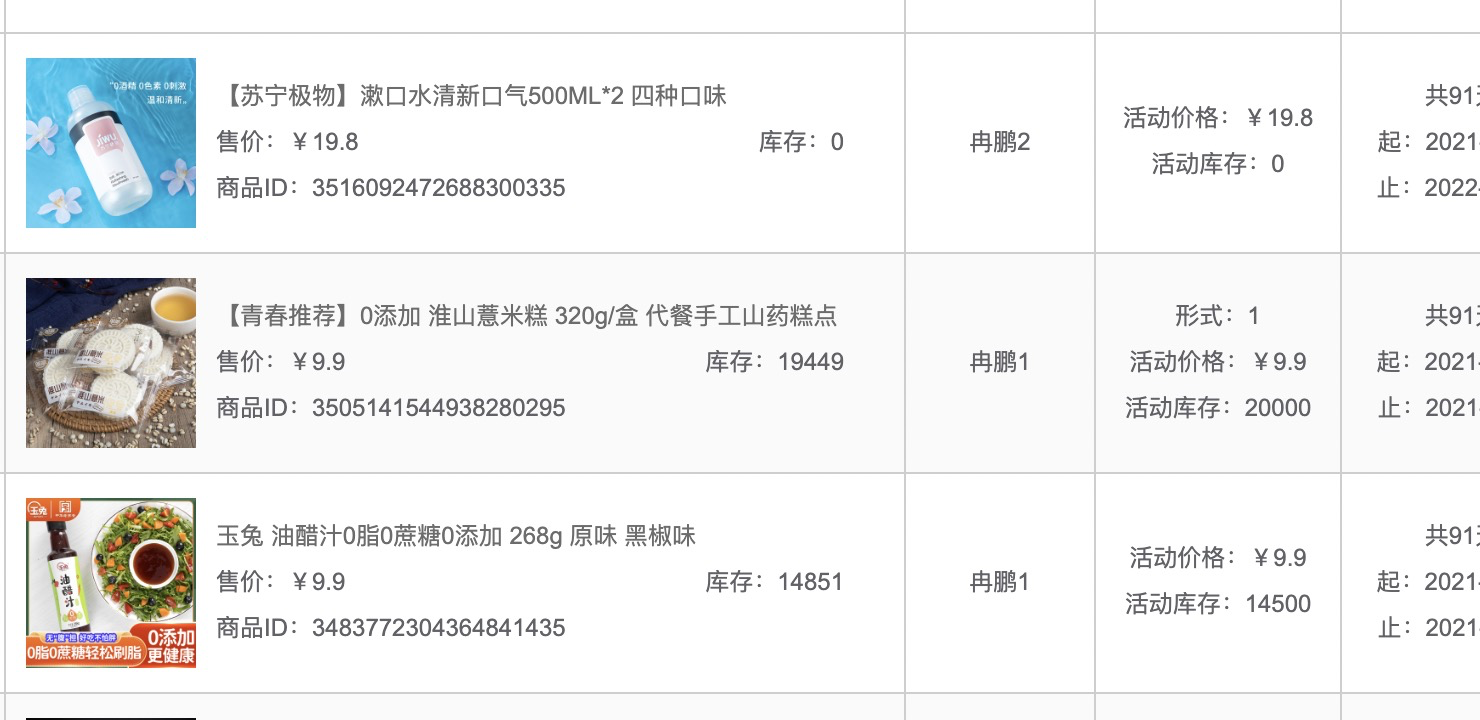 "0酒精 0色素 0刺激
温和清新。
JIWU
【苏宁极物】漱口水清新口气500ML*2 四种口味
售价：￥19.8
库存：0
商品ID：3516092472688300335
冉鹏2
活动价格：￥19.8
活动库存：0
共91
起：2021
止：2022
淮山薏米
【青春推荐】0添加 淮山薏米糕 320g/盒 代餐手工山药糕点
售价：￥9.9
库存：19449
商品ID：3505141544938280295
冉鹏1
形式：1
活动价格：￥9.9
活动库存：20000
共91
起：2021
止：2021
玉兔
油醋汁
无"腹"担 好吃不怕胖
0脂0蔗糖轻松刷脂
0添加
更健康
玉兔 油醋汁0脂0蔗糖0添加 268g 原味 黑椒味
售价：￥9.9
库存：14851
商品ID：3483772304364841435
冉鹏1
活动价格：￥9.9
活动库存：14500
共91
起：2021
止：2021